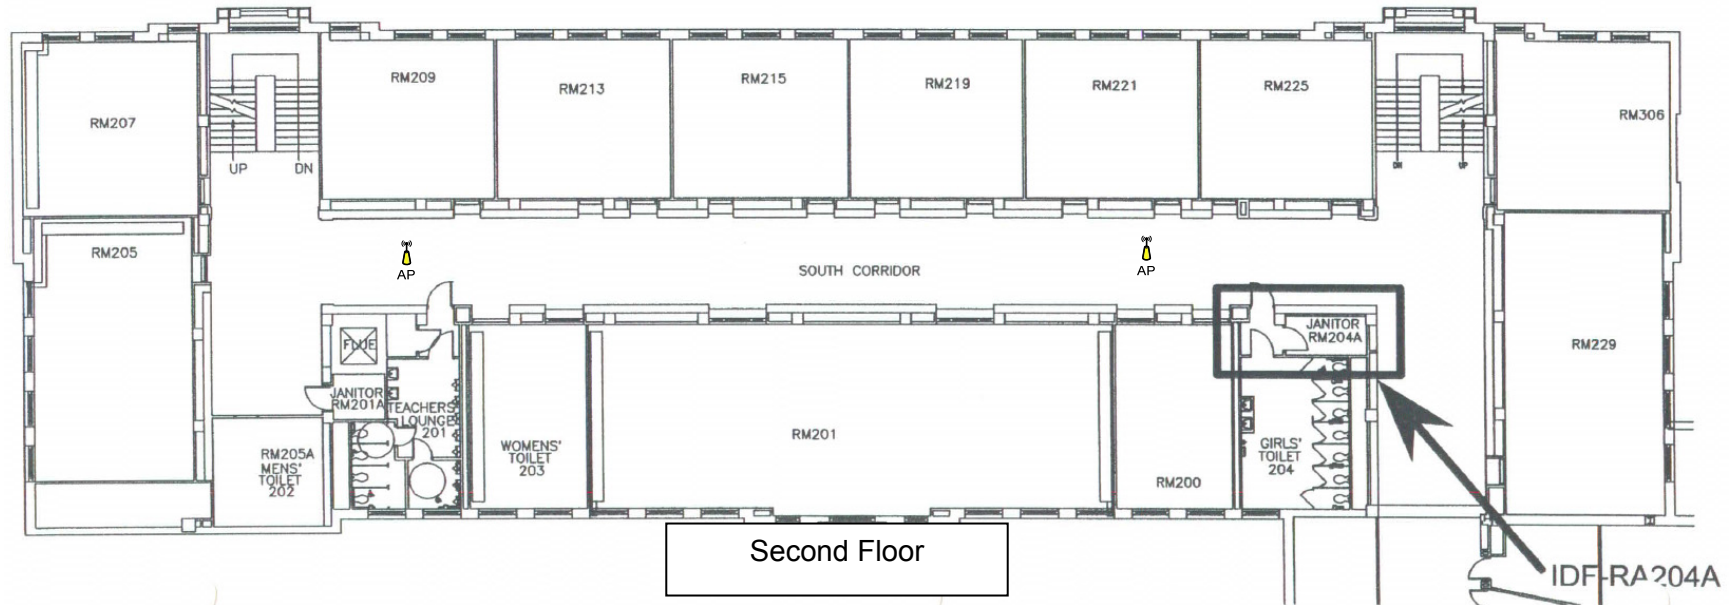 RM207
UP
DN
RM209
RM213
RM215
RM219
RM221
RM225
DN
UP
RM306
RM205
AP
SOUTH CORRIDOR
AP
FLUE
JANITOR
RM201A
TEACHERS'
LOUNGE
201
RM205A
MENS'
TOILET
202
WOMENS'
TOILET
203
RM201
RM200
GIRLS'
TOILET
204
JANITOR
RM204A
RM229
Second Floor
IDF-RA204A